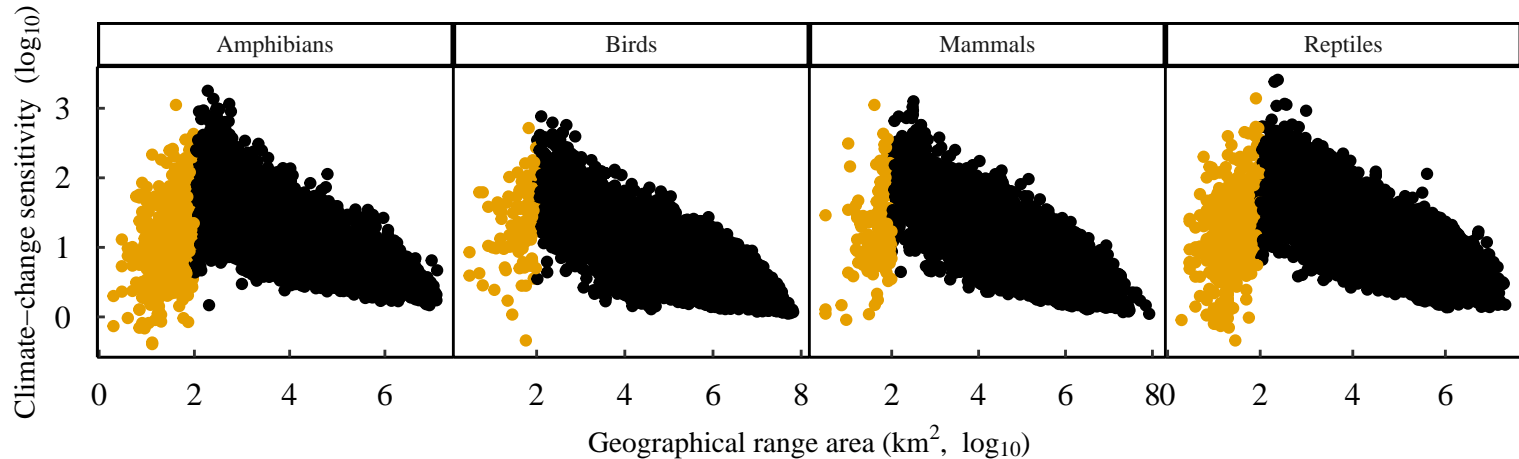 Amphibians Birds Mammals Reptiles
Climate−change sensitivity (log₁₀)
3
2
1
0
0 2 4 6 2 4 6 8 2 4 6 8 0 2 4 6
Geographical range area (km², log₁₀)